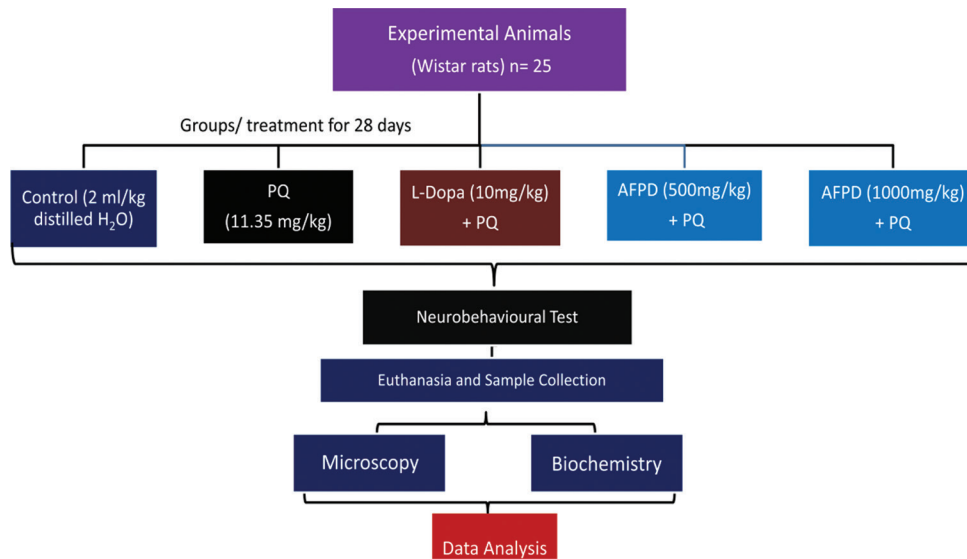 Experimental Animals
(Wistar rats) n= 25
Groups/ treatment for 28 days
Control (2 ml/kg
distilled H₂O)
PQ
(11.35 mg/kg)
L-Dopa (10mg/kg)
+ PQ
AFPD (500mg/kg)
+ PQ
AFPD (1000mg/kg)
+ PQ
Neurobehavioural Test
Euthanasia and Sample Collection
Microscopy
Biochemistry
Data Analysis